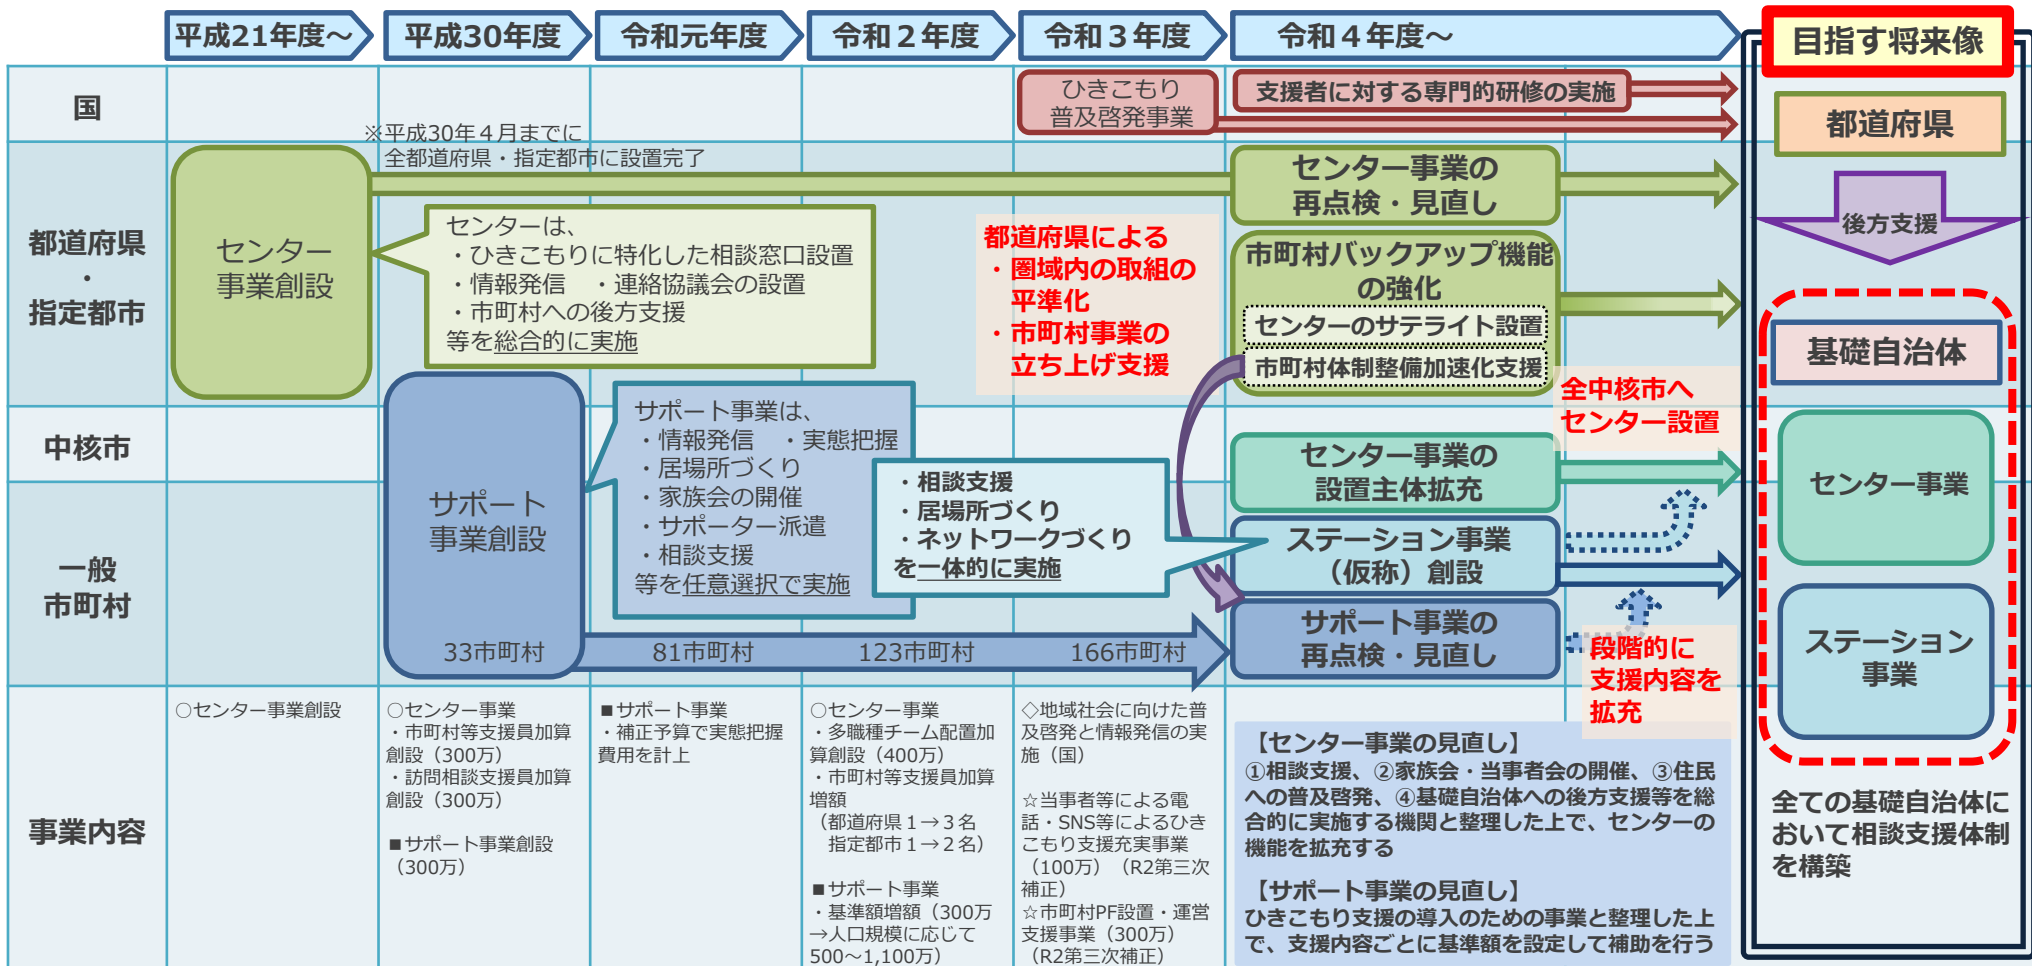 平成21年度～
平成30年度
令和元年度
令和２年度
令和３年度
令和４年度～
目指す将来像
国
ひきこもり
普及啓発事業
支援者に対する専門的研修の実施
都道府県
・
指定都市
※平成30年４月までに
全都道府県・指定都市に設置完了
センター
事業創設
センターは、
・ひきこもりに特化した相談窓口設置
・情報発信　・連絡協議会の設置
・市町村への後方支援
等を総合的に実施
都道府県による
・圏域内の取組の
平準化
・市町村事業の
立ち上げ支援
センター事業の
再点検・見直し
市町村バックアップ機能
の強化
センターのサテライト設置
市町村体制整備加速化支援
中核市
一般
市町村
サポート
事業創設
サポート事業は、
・情報発信　・実態把握
・居場所づくり
・家族会の開催
・サポーター派遣
・相談支援
等を任意選択で実施
・相談支援
・居場所づくり
・ネットワークづくり
を一体的に実施
全中核市へ
センター設置
センター事業の
設置主体拡充
ステーション事業
（仮称）創設
サポート事業の
再点検・見直し
33市町村
81市町村
123市町村
166市町村
段階的に
支援内容を
拡充
都道府県
後方支援
基礎自治体
センター事業
ステーション
事業
全ての基礎自治体に
おいて相談支援体制
を構築
事業内容
○センター事業創設
○センター事業
・市町村等支援員加算
創設（300万）
・訪問相談支援員加算
創設（300万）
■サポート事業創設
（300万）
■サポート事業
・補正予算で実態把握
費用を計上
○センター事業
・多職種チーム配置加
算創設（400万）
・市町村等支援員加算
増額
（都道府県１→３名
指定都市１→２名）
■サポート事業
・基準額増額（300万
→人口規模に応じて
500～1,100万）
◇地域社会に向けた普
及啓発と情報発信の実
施（国）
☆当事者等による電
話・SNS等によるひき
こもり支援充実事業
（100万）（R2第三次
補正）
☆市町村PF設置・運営
支援事業（300万）
（R2第三次補正）
【センター事業の見直し】
①相談支援、②家族会・当事者会の開催、③住民
への普及啓発、④基礎自治体への後方支援等を総
合的に実施する機関と整理した上で、センターの
機能を拡充する
【サポート事業の見直し】
ひきこもり支援の導入のための事業と整理した上
で、支援内容ごとに基準額を設定して補助を行う